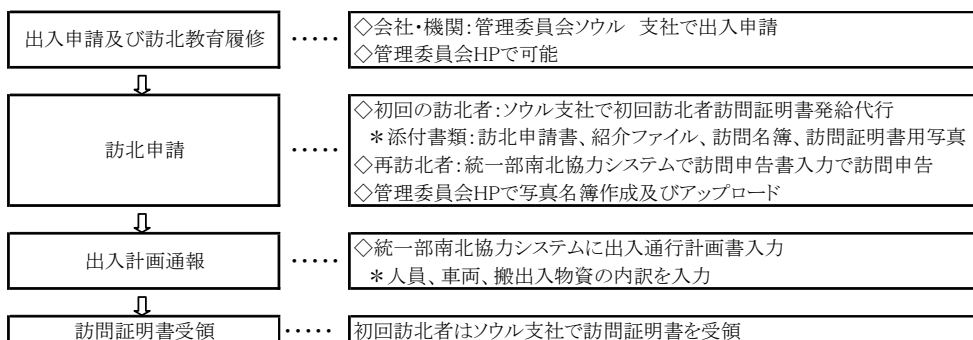 出入申請及び訪北教育履修
・・・・・
◇会社・機関：管理委員会ソウル　支社で出入申請
◇管理委員会HPで可能
訪北申請
・・・・・
◇初回の訪北者：ソウル支社で初回訪北者訪問証明書発給代行
＊添付書類：訪北申請書、紹介ファイル、訪問名簿、訪問証明書用写真
◇再訪北者：統一部南北協力システムで訪問申告書入力で訪問申告
◇管理委員会HPで写真名簿作成及びアップロード
出入計画通報
・・・・・
◇統一部南北協力システムに出入通行計画書入力
＊人員、車両、搬出入物資の内訳を入力
訪問証明書受領
・・・・・
初回訪北者はソウル支社で訪問証明書を受領